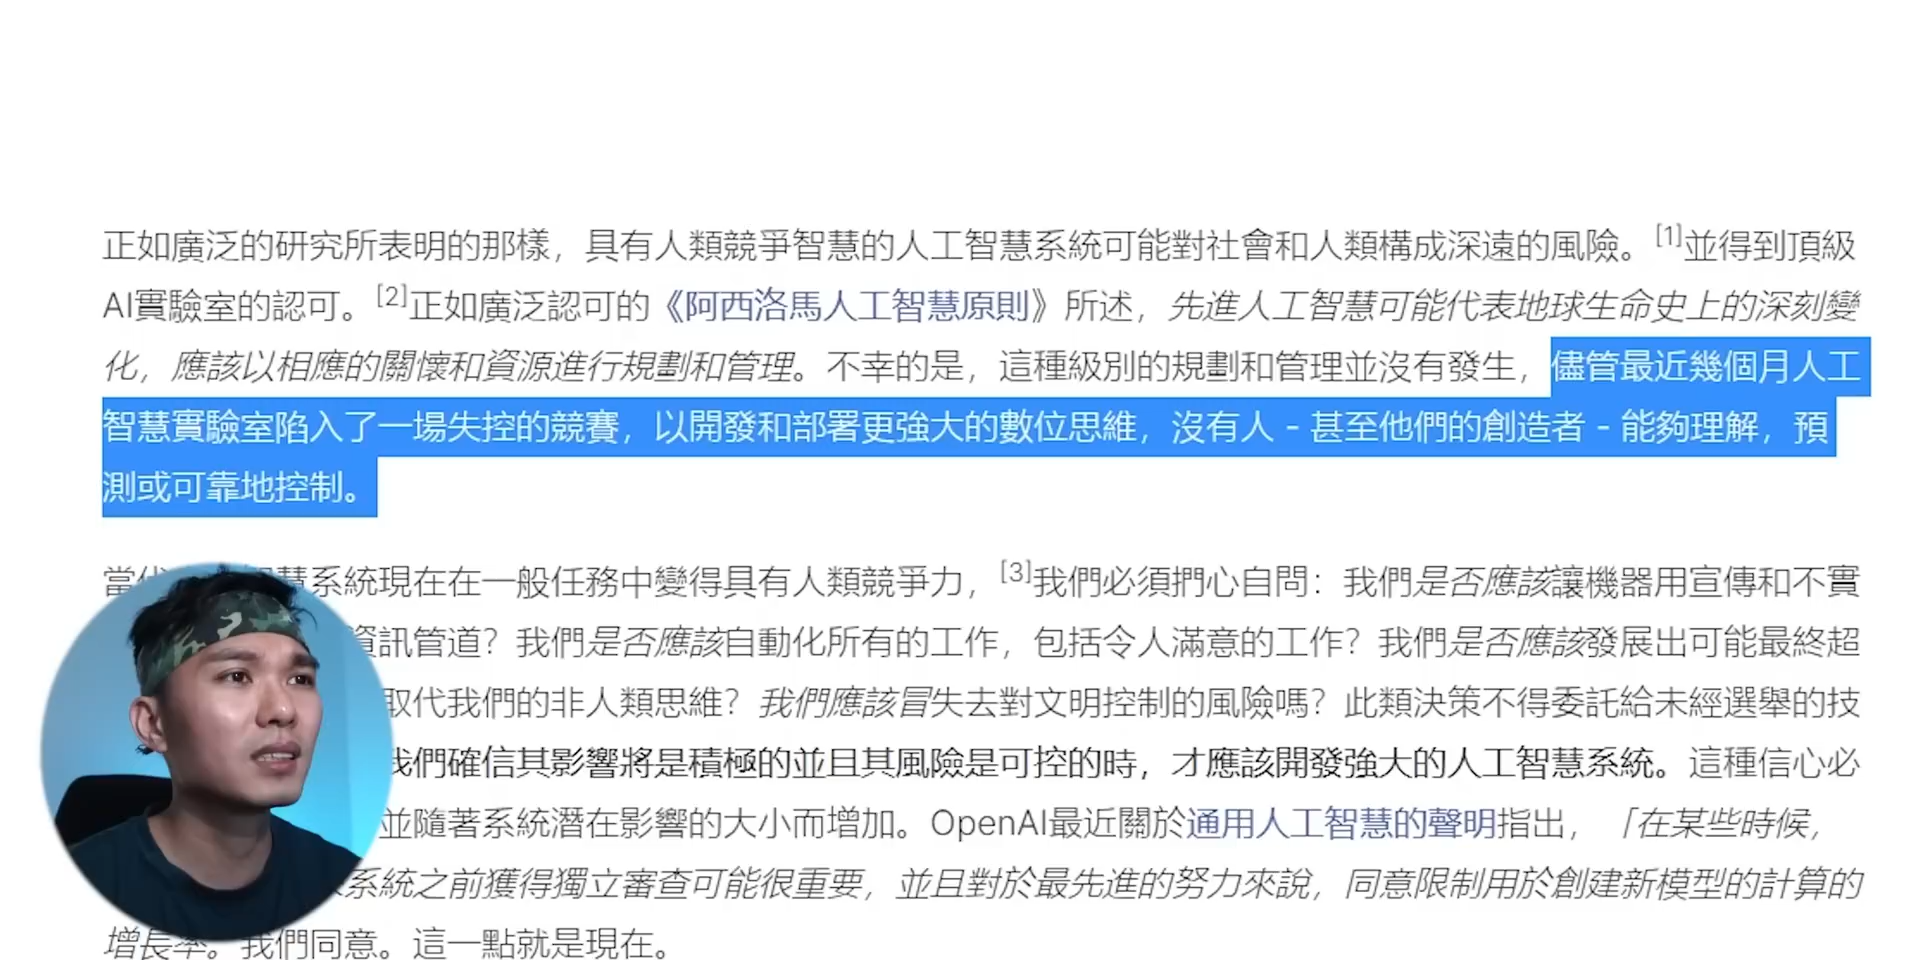 正如廣泛的研究所表明的那樣，具有人類競爭智慧的人工智慧系統可能對社會和人類構成深遠的風險。[1]並得到頂級
AI實驗室的認可。[2]正如廣泛認可的《阿西洛馬人工智慧原則》所述，先進人工智慧可能代表地球生命史上的深刻變
化，應該以相應的關懷和資源進行規劃和管理。不幸的是，這種級別的規劃和管理並沒有發生，儘管最近幾個月人工
智慧實驗室陷入了一場失控的競賽，以開發和部署更強大的數位思維，沒有人 - 甚至他們的創造者 - 能夠理解，預
測或可靠地控制。
當代 智慧系統現在在一般任務中變得具有人類競爭力，[3]我們必須捫心自問：我們是否應該讓機器用宣傳和不實
資訊管道？我們是否應該自動化所有的工作，包括令人滿意的工作？我們是否應該發展出可能最終超
取代我們的非人類思維？我們應該冒失去對文明控制的風險嗎？此類決策不得委託給未經選舉的技
我們確信其影響將是積極的並且其風險是可控的時，才應該開發強大的人工智慧系統。這種信心必
並隨著系統潛在影響的大小而增加。OpenAI最近關於通用人工智慧的聲明指出，「在某些時候，
系統之前獲得獨立審查可能很重要，並且對於最先進的努力來說，同意限制用於創建新模型的計算的
增長率。我們同意。這一點就是現在。